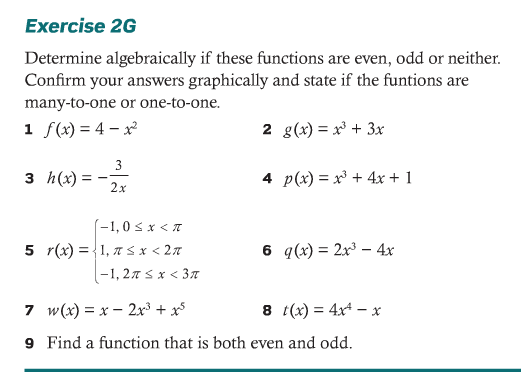 Exercise 2G
Determine algebraically if these functions are even, odd or neither.
Confirm your answers graphically and state if the funtions are
many-to-one or one-to-one.
1 f(x) = 4 – x²
2 g(x) = x³ + 3x
3 h(x) = –3/2x
4 p(x) = x³ + 4x + 1
5 r(x) = {–1, 0 ≤ x < π
1, π ≤ x < 2π
–1, 2π ≤ x < 3π
6 q(x) = 2x³ – 4x
7 w(x) = x – 2x³ + x⁵
8 t(x) = 4x⁴ – x
9 Find a function that is both even and odd.